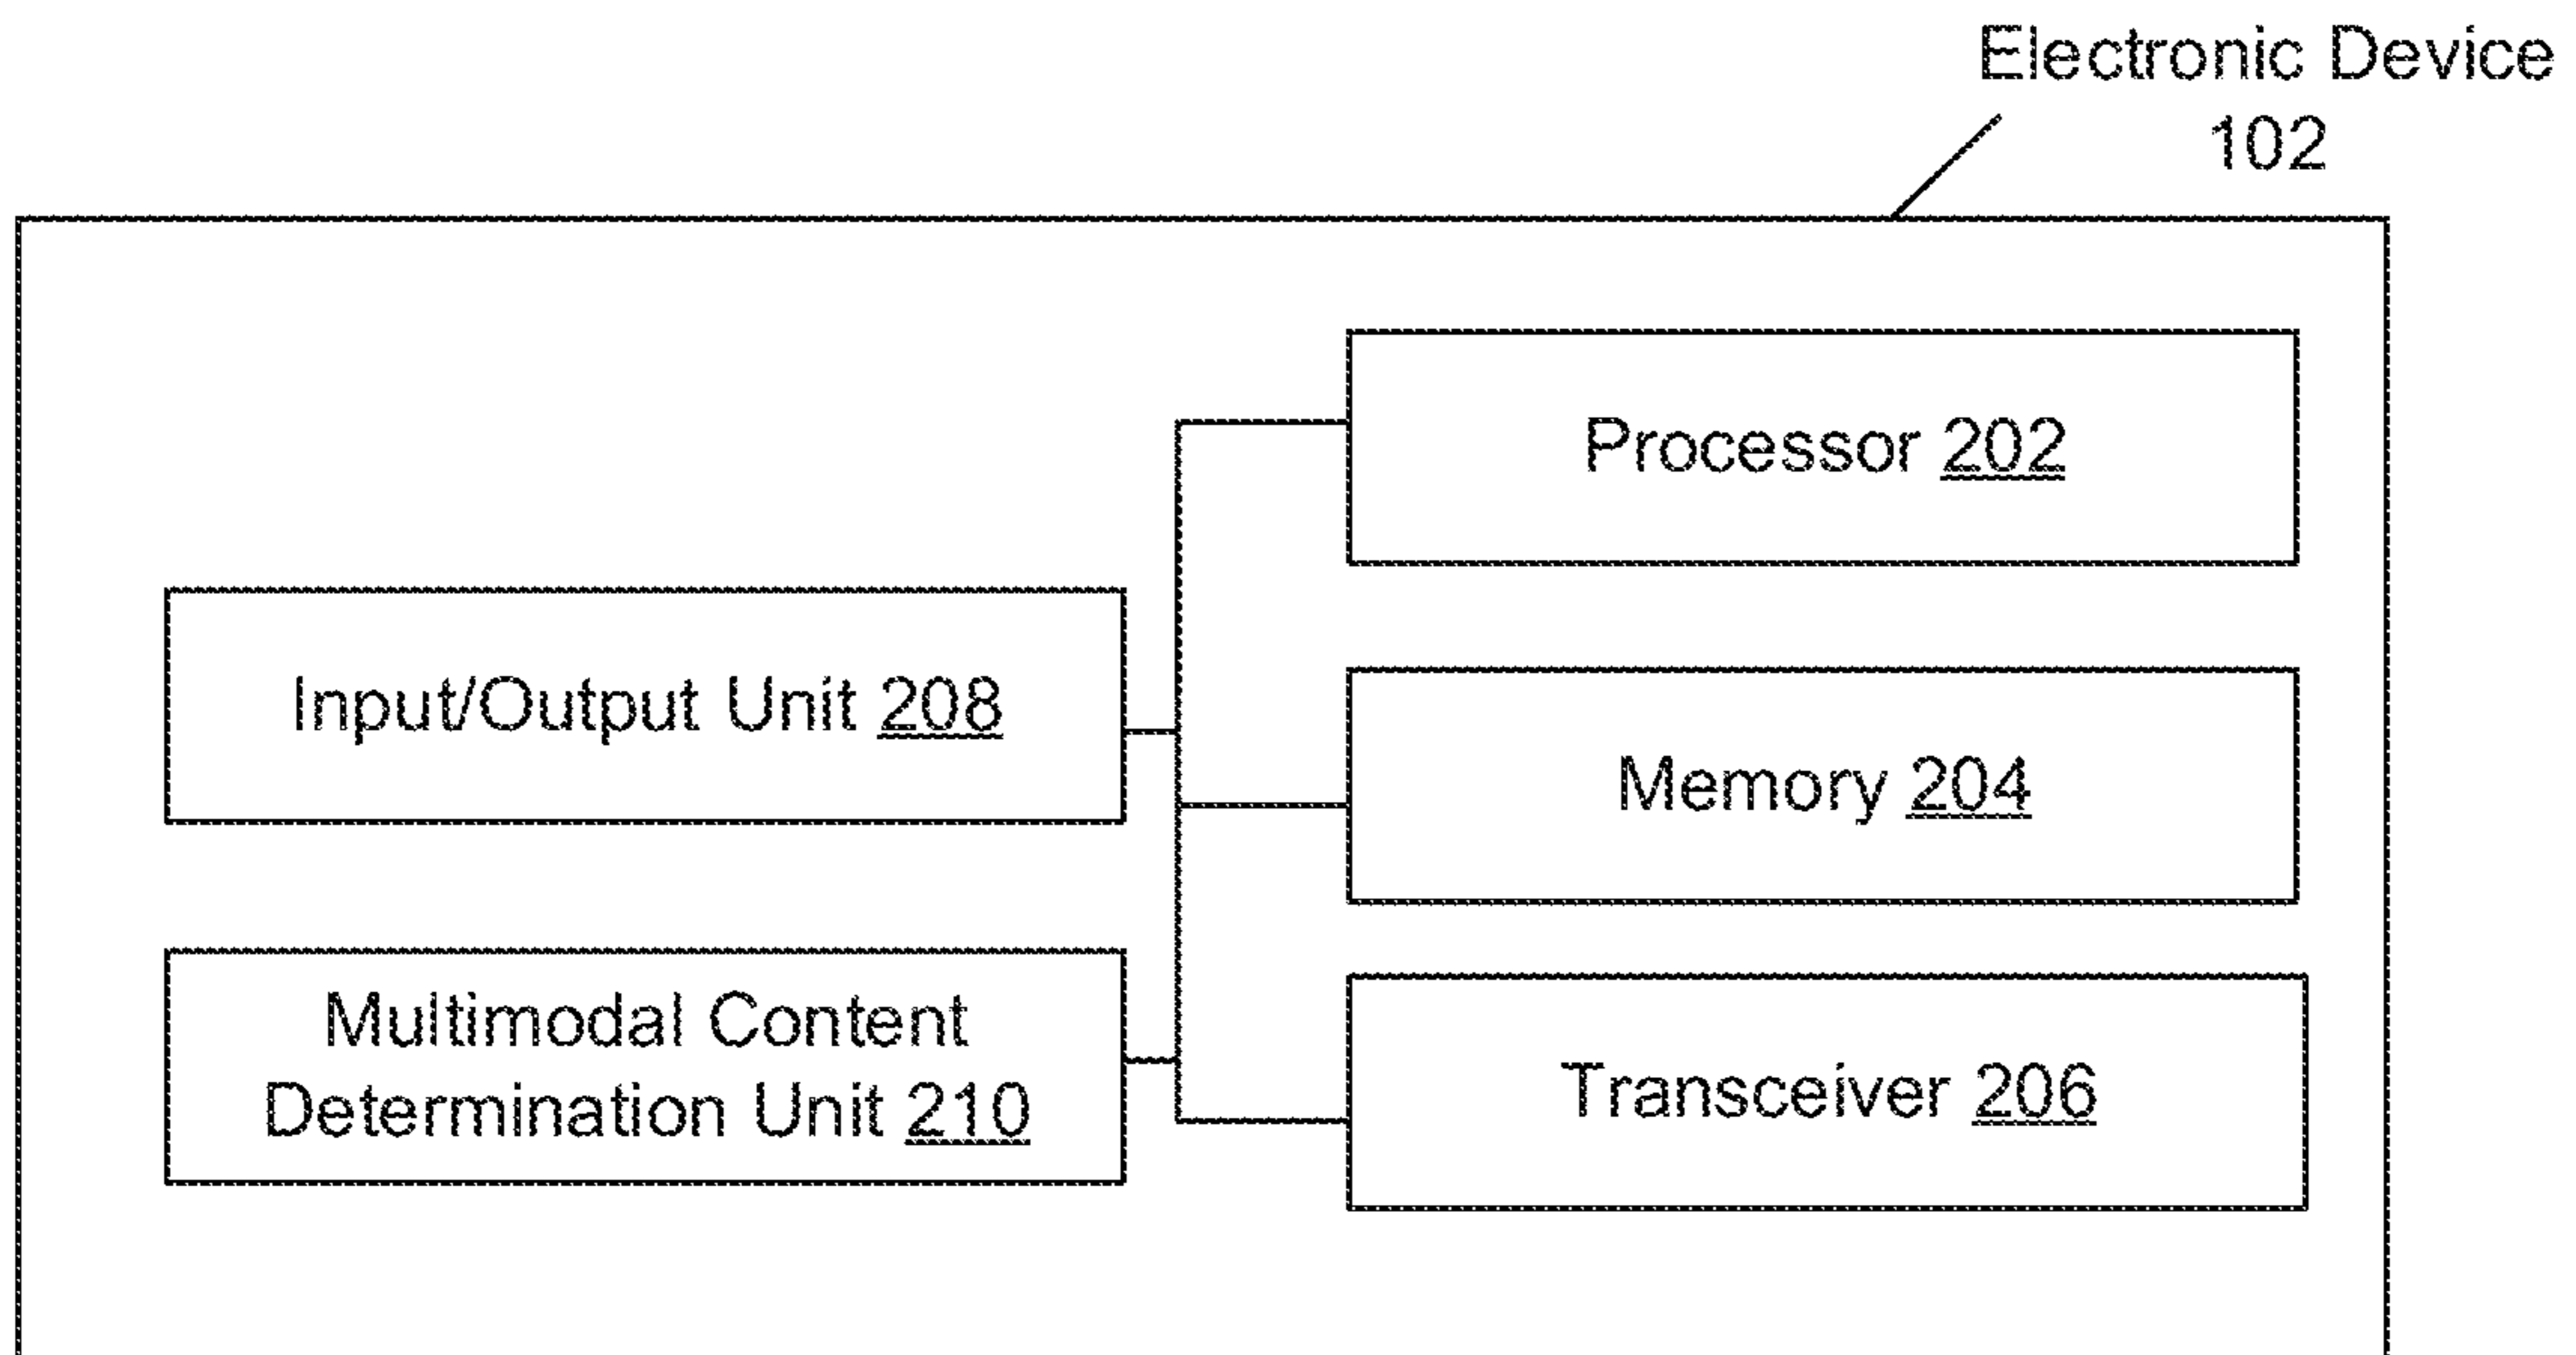 Electronic Device
102
Processor 202
Input/Output Unit 208
Memory 204
Multimodal Content
Determination Unit 210
Transceiver 206